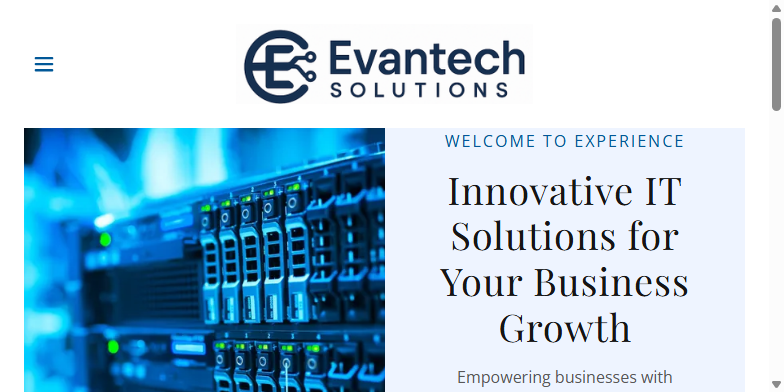 Evantech
SOLUTIONS
WELCOME TO EXPERIENCE
Innovative IT
Solutions for
Your Business
Growth
Empowering businesses with